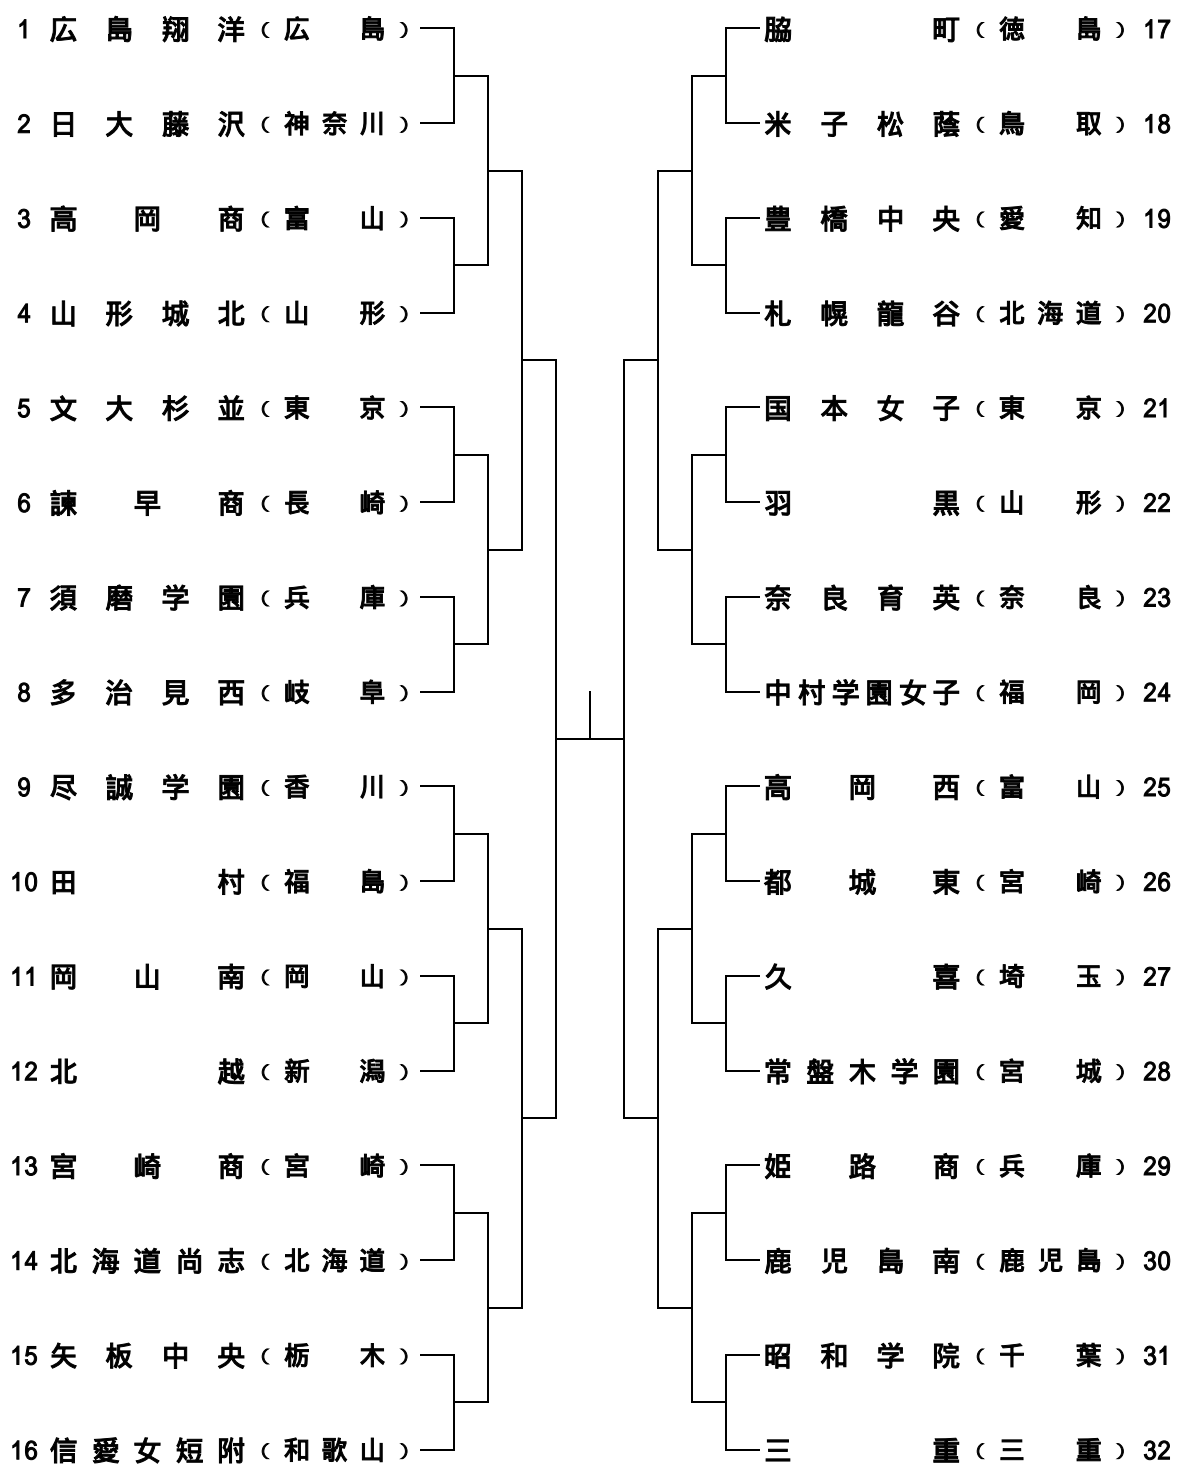 1 広島翔洋（広島）
2 日大藤沢（神奈川）
3 高岡商（富山）
4 山形城北（山形）
5 文大杉並（東京）
6 諫早商（長崎）
7 須磨学園（兵庫）
8 多治見西（岐阜）
9 尽誠学園（香川）
10 田村（福島）
11 岡山南（岡山）
12 北越（新潟）
13 宮崎商（宮崎）
14 北海道尚志（北海道）
15 矢板中央（栃木）
16 信愛女短附（和歌山）
脇町（徳島）17
米子松蔭（鳥取）18
豊橋中央（愛知）19
札幌龍谷（北海道）20
国本女子（東京）21
羽黒（山形）22
奈良育英（奈良）23
中村学園女子（福岡）24
高岡西（富山）25
都城東（宮崎）26
久喜（埼玉）27
常盤木学園（宮城）28
姫路商（兵庫）29
鹿児島南（鹿児島）30
昭和学院（千葉）31
三重（三重）32